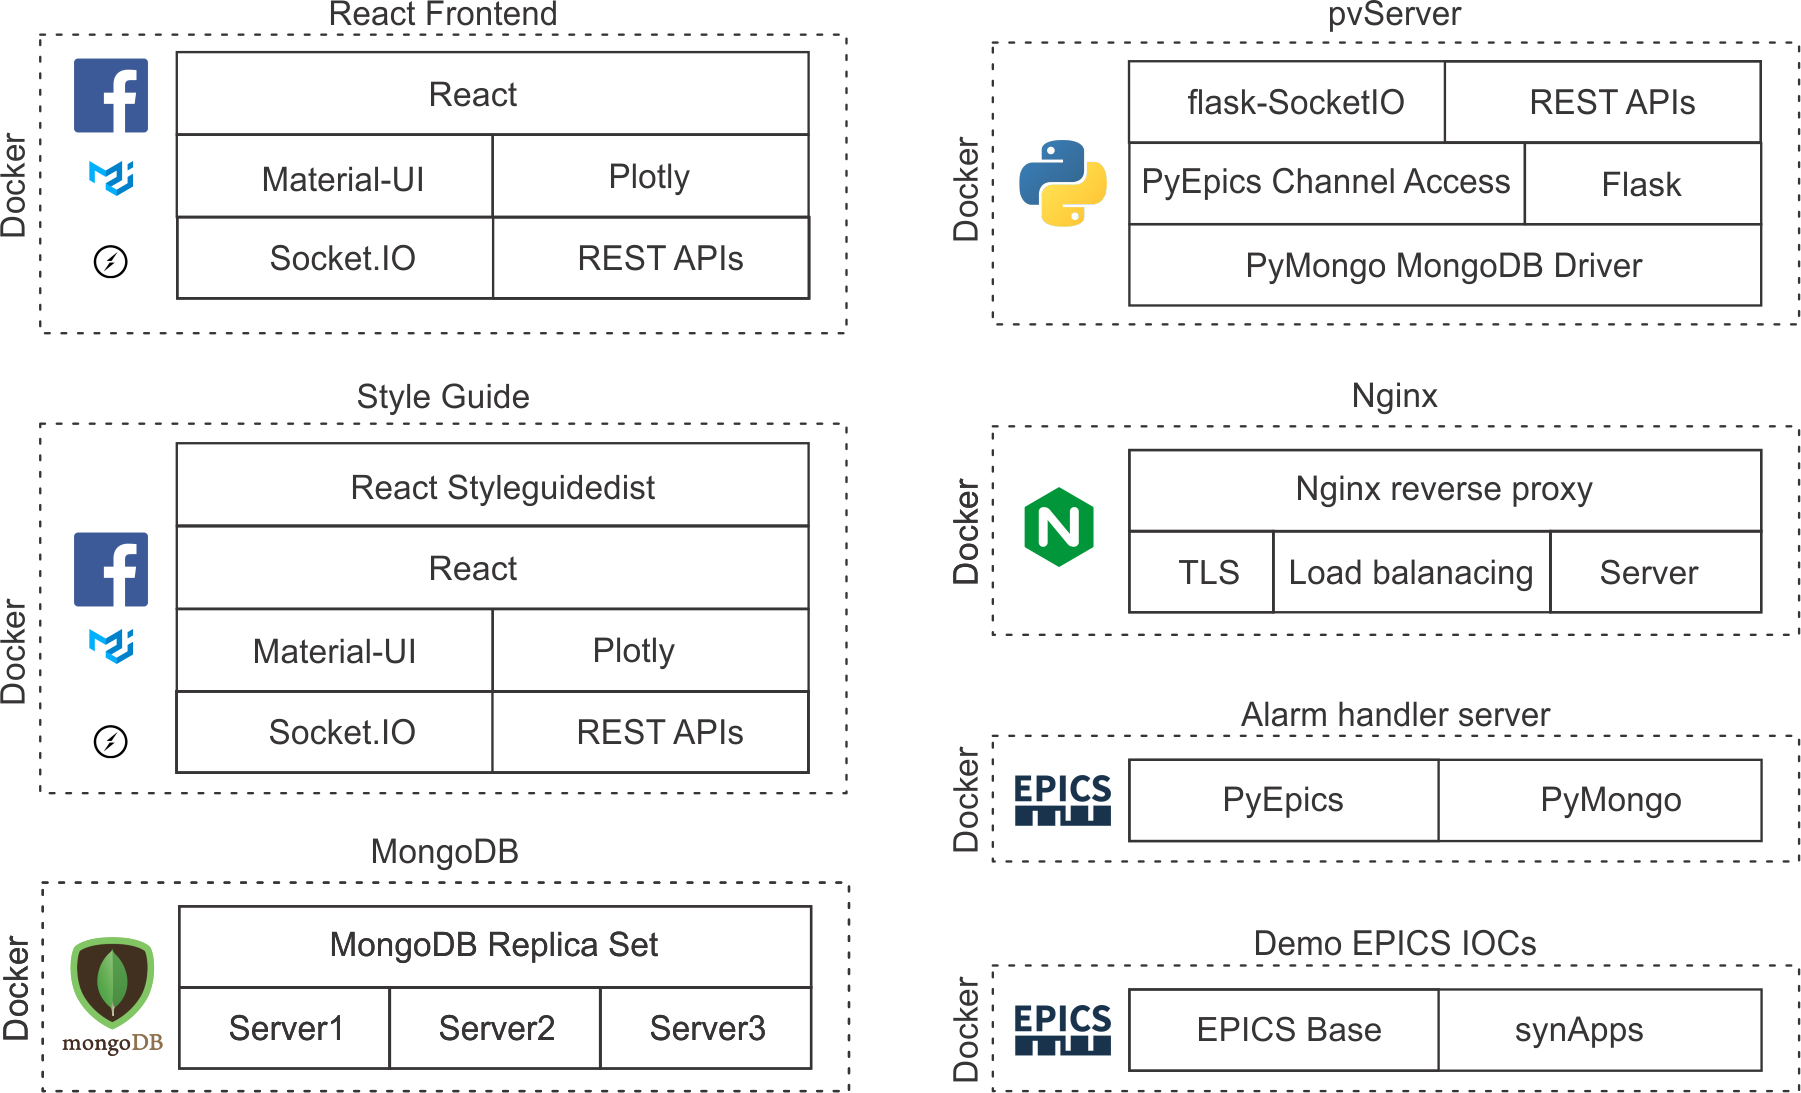 React Frontend
Docker
React
Material-UI
Plotly
Socket.IO
REST APIs
Style Guide
Docker
React Styleguidedist
React
Material-UI
Plotly
Socket.IO
REST APIs
MongoDB
Docker
mongoDB
MongoDB Replica Set
Server1
Server2
Server3
pvServer
Docker
flask-SocketIO
REST APIs
PyEpics Channel Access
Flask
PyMongo MongoDB Driver
Nginx
Docker
N
Nginx reverse proxy
TLS
Load balanacing
Server
Alarm handler server
Docker
EPICS
PyEpics
PyMongo
Demo EPICS IOCs
Docker
EPICS
EPICS Base
synApps